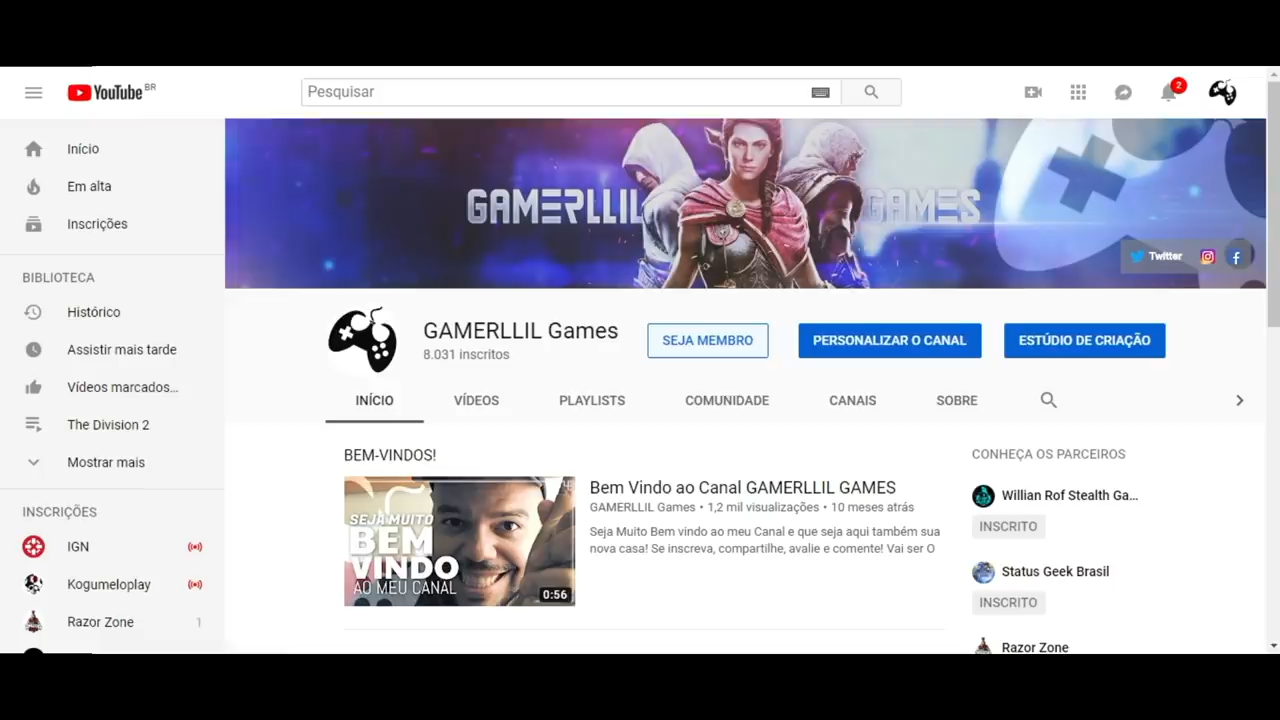 YouTube BR
Pesquisar
2
Início
Em alta
Inscrições
BIBLIOTECA
Histórico
Assistir mais tarde
Vídeos marcados...
The Division 2
Mostrar mais
INSCRIÇÕES
IGN
Kogumeloplay
Razor Zone 1
GAMERLLIL GAMES
Twitter
GAMERLLIL Games
8.031 inscritos
SEJA MEMBRO
PERSONALIZAR O CANAL
ESTÚDIO DE CRIAÇÃO
INÍCIO VÍDEOS PLAYLISTS COMUNIDADE CANAIS SOBRE
BEM-VINDOS!
SEJA MUITO
BEM
VINDO
AO MEU CANAL
0:56
Bem Vindo ao Canal GAMERLLIL GAMES
GAMERLLIL Games • 1,2 mil visualizações • 10 meses atrás
Seja Muito Bem vindo ao meu Canal e que seja aqui também sua
nova casa! Se inscreva, compartilhe, avalie e comente! Vai ser O
CONHEÇA OS PARCEIROS
Willian Rof Stealth Ga...
INSCRITO
Status Geek Brasil
INSCRITO
Razor Zone